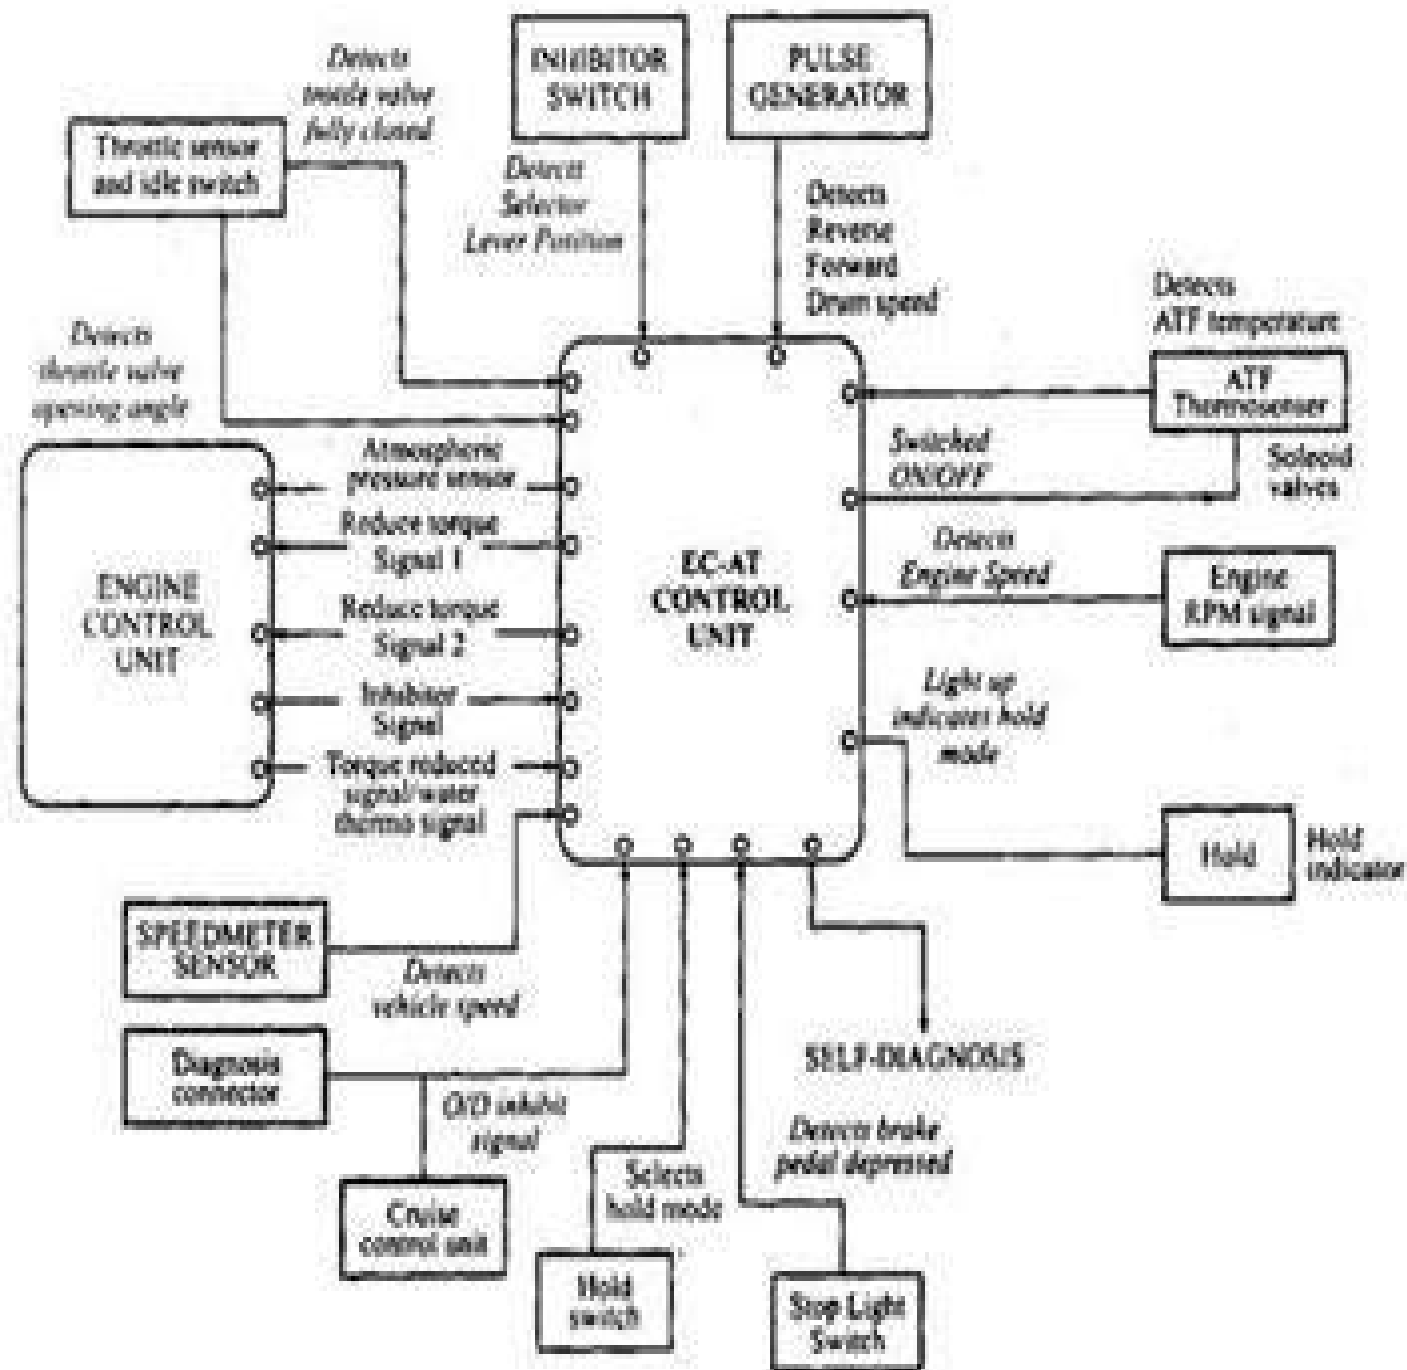 Detects
trottle valve
fully closed
INHIBITOR
SWITCH
PULSE
GENERATOR
Throttle sensor
and idle switch
Detects
Selector
Lever Position
Detects
Reverse
Forward
Drum speed
Detects
ATF temperature
Detects
throttle valve
opening angle
ATF
Thermosenser
Atmospheric
pressure sensor
Switched
ON/OFF
Soleoid
valves
Reduce torque
Signal 1
ENGINE
CONTROL
UNIT
EC-AT
CONTROL
UNIT
Detects
Engine Speed
Engine
RPM signal
Reduce torque
Signal 2
Inhibitor
Signal
Light up
indicates hold
mode
Torque reduced
signal/water
thermo signal
Hold
Hold
indicator
SPEEDMETER
SENSOR
Detects
vehicle speed
Diagnosis
connector
SELF-DIAGNOSIS
O/D inhibit
signal
Detects brake
pedal depressed
Selects
hold mode
Cruise
control unit
Hold
switch
Stop Light
Switch